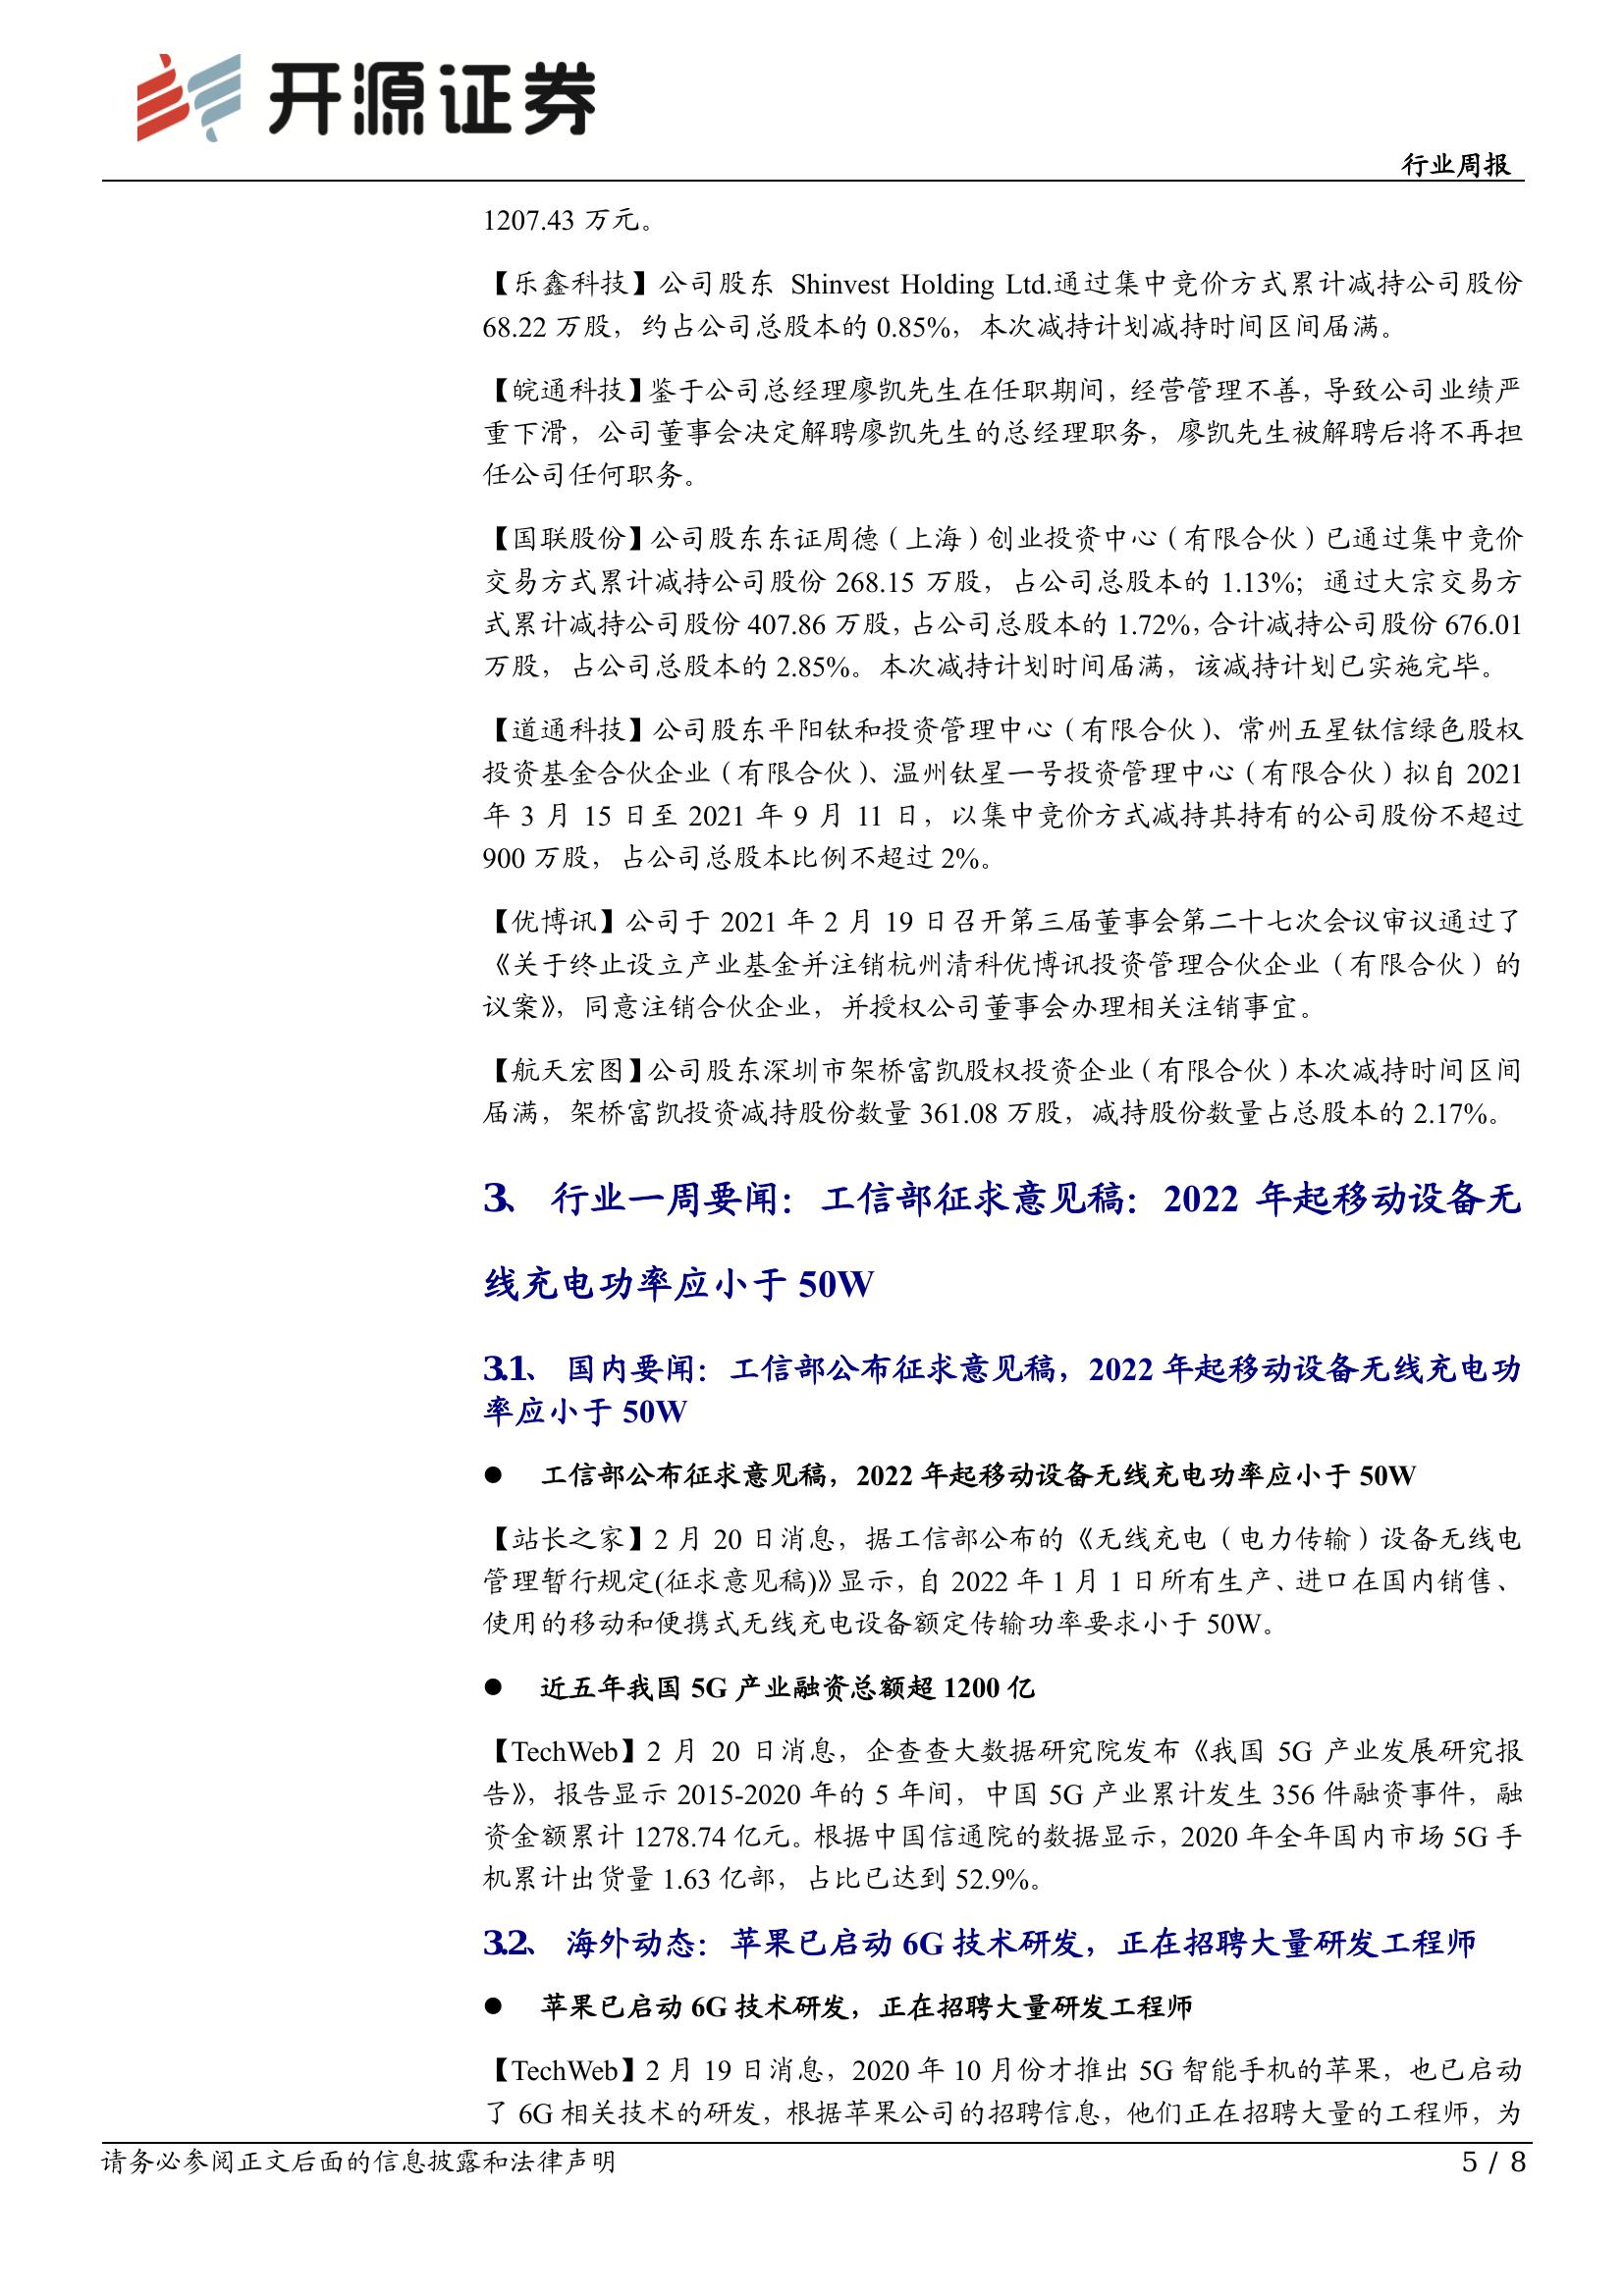 开源证券
行业周报
1207.43 万元。
【乐鑫科技】公司股东 Shinvest Holding Ltd.通过集中竞价方式累计减持公司股份
68.22 万股，约占公司总股本的 0.85%，本次减持计划减持时间区间届满。
【皖通科技】鉴于公司总经理廖凯先生在任职期间，经营管理不善，导致公司业绩严
重下滑，公司董事会决定解聘廖凯先生的总经理职务，廖凯先生被解聘后将不再担
任公司任何职务。
【国联股份】公司股东东证周德（上海）创业投资中心（有限合伙）已通过集中竞价
交易方式累计减持公司股份 268.15 万股，占公司总股本的 1.13%；通过大宗交易方
式累计减持公司股份 407.86 万股，占公司总股本的 1.72%，合计减持公司股份 676.01
万股，占公司总股本的 2.85%。本次减持计划时间届满，该减持计划已实施完毕。
【道通科技】公司股东平阳钛和投资管理中心（有限合伙）、常州五星钛信绿色股权
投资基金合伙企业（有限合伙）、温州钛星一号投资管理中心（有限合伙）拟自 2021
年 3 月 15 日至 2021 年 9 月 11 日，以集中竞价方式减持其持有的公司股份不超过
900 万股，占公司总股本比例不超过 2%。
【优博讯】公司于 2021 年 2 月 19 日召开第三届董事会第二十七次会议审议通过了
《关于终止设立产业基金并注销杭州清科优博讯投资管理合伙企业（有限合伙）的
议案》，同意注销合伙企业，并授权公司董事会办理相关注销事宜。
【航天宏图】公司股东深圳市架桥富凯股权投资企业（有限合伙）本次减持时间区间
届满，架桥富凯投资减持股份数量 361.08 万股，减持股份数量占总股本的 2.17%。
3、 行业一周要闻：工信部征求意见稿：2022 年起移动设备无
线充电功率应小于 50W
3.1、 国内要闻：工信部公布征求意见稿，2022 年起移动设备无线充电功
率应小于 50W
● 工信部公布征求意见稿，2022 年起移动设备无线充电功率应小于 50W
【站长之家】2 月 20 日消息，据工信部公布的《无线充电（电力传输）设备无线电
管理暂行规定(征求意见稿)》显示，自 2022 年 1 月 1 日所有生产、进口在国内销售、
使用的移动和便携式无线充电设备额定传输功率要求小于 50W。
● 近五年我国 5G 产业融资总额超 1200 亿
【TechWeb】2 月 20 日消息，企查查大数据研究院发布《我国 5G 产业发展研究报
告》，报告显示 2015-2020 年的 5 年间，中国 5G 产业累计发生 356 件融资事件，融
资金额累计 1278.74 亿元。根据中国信通院的数据显示，2020 年全年国内市场 5G 手
机累计出货量 1.63 亿部，占比已达到 52.9%。
3.2、 海外动态：苹果已启动 6G 技术研发，正在招聘大量研发工程师
● 苹果已启动 6G 技术研发，正在招聘大量研发工程师
【TechWeb】2 月 19 日消息，2020 年 10 月份才推出 5G 智能手机的苹果，也已启动
了 6G 相关技术的研发，根据苹果公司的招聘信息，他们正在招聘大量的工程师，为
请务必参阅正文后面的信息披露和法律声明
5 / 8